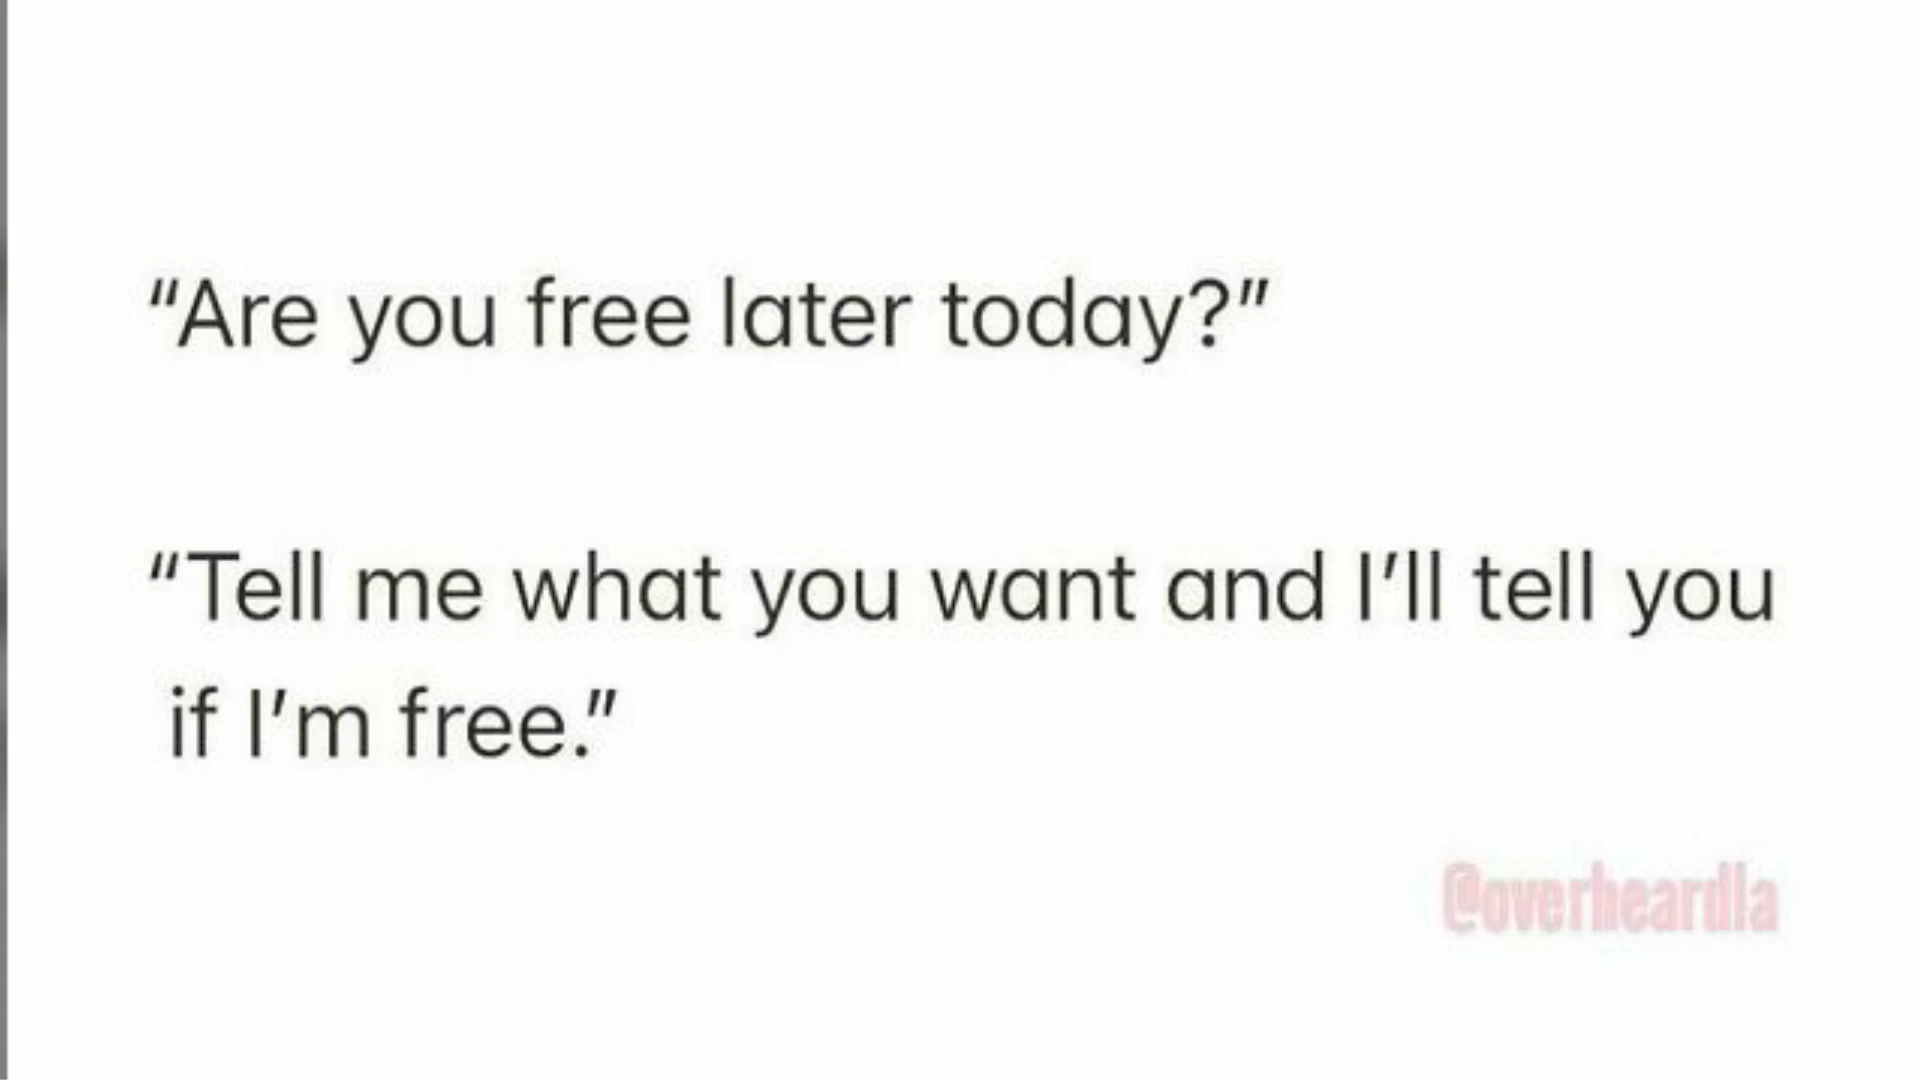 “Are you free later today?”
“Tell me what you want and I’ll tell you
if I’m free.”
@overheardla